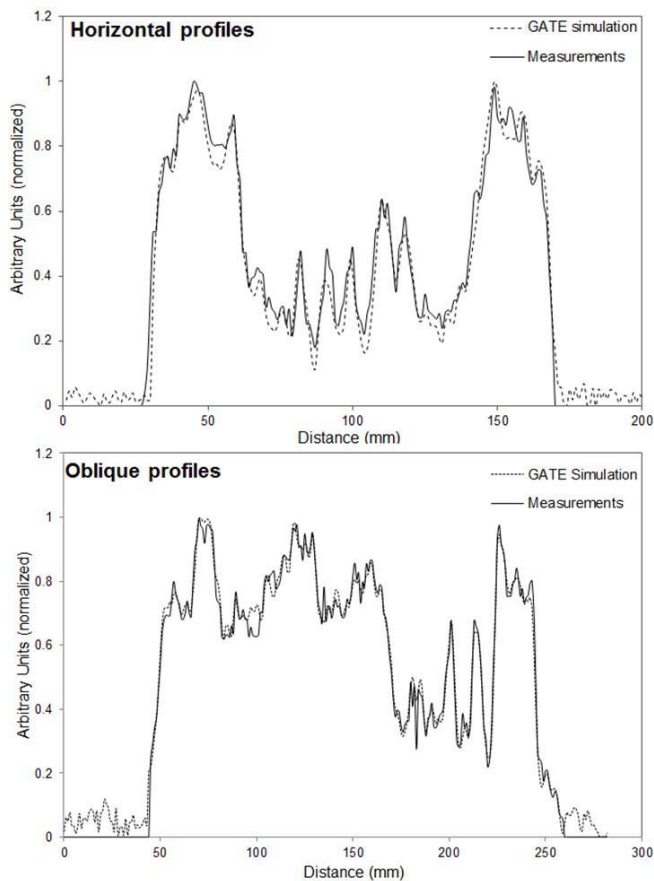 Horizontal profiles
GATE simulation
Measurements
Arbitrary Units (normalized)
1.2
1
0.8
0.6
0.4
0.2
0
0 50 100 150 200
Distance (mm)
Oblique profiles
GATE Simulation
Measurements
Arbitrary Units (normalized)
1.2
1
0.8
0.6
0.4
0.2
0
0 50 100 150 200 250 300
Distance (mm)